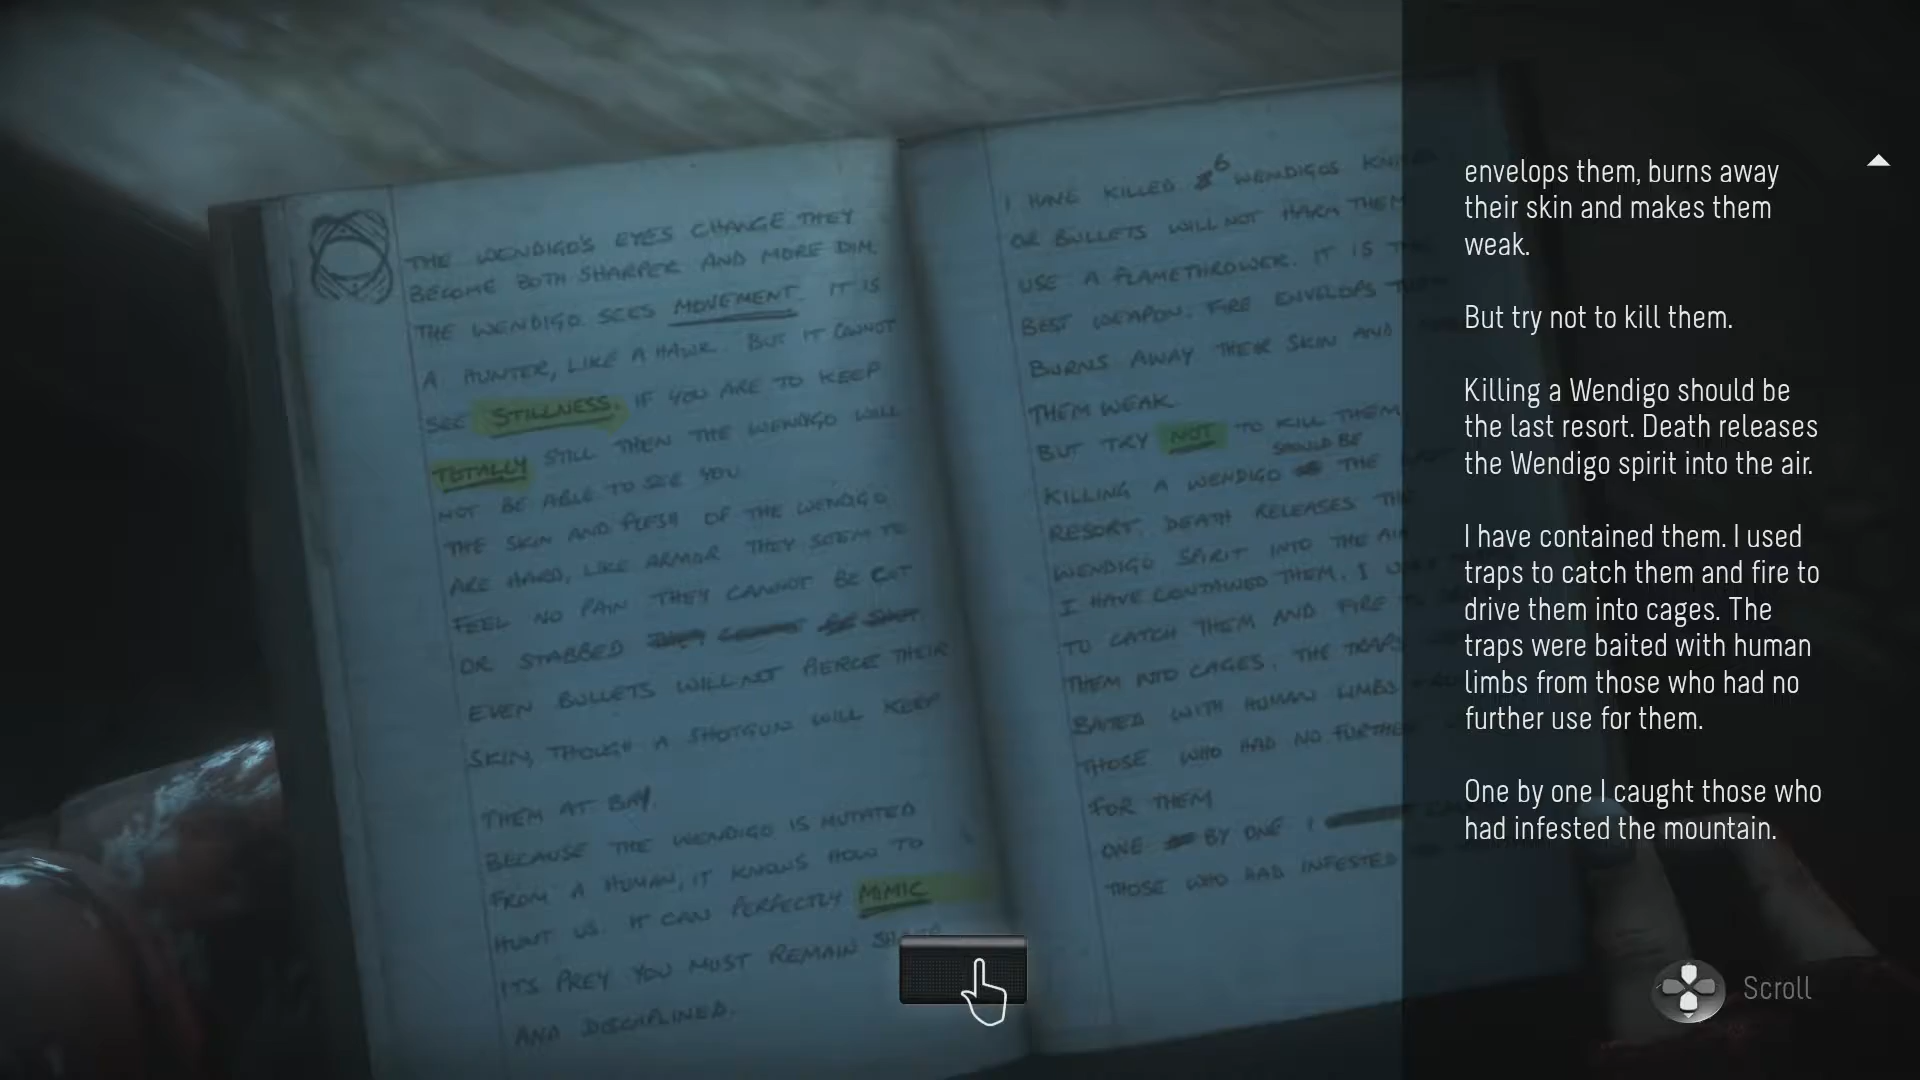 THE WENDIGO'S EYES CHANGE THEY
BECOME BOTH SHARPER AND MORE DIM.
THE WENDIGO SEES MOVEMENT. IT IS
A HUNTER, LIKE A HAWK. BUT IT CANNOT
SEE STILLNESS. IF YOU ARE TO KEEP
TOTALLY STILL THEN THE WENDIGO WILL
NOT BE ABLE TO SEE YOU.
THE SKIN AND FLESH OF THE WENDIGO
ARE HARD, LIKE ARMOR THEY SEEM TO
FEEL NO PAIN THEY CANNOT BE CUT
OR STABBED
EVEN BULLETS WILL NOT PIERCE THEIR
SKIN, THOUGH A SHOTGUN WILL KEEP
THEM AT BAY.
BECAUSE THE WENDIGO IS MUTATED
FROM A HUMAN, IT KNOWS HOW TO
HUNT US. IT CAN PERFECTLY MIMIC
ITS PREY YOU MUST REMAIN
AND DISCIPLINED.
I HAVE KILLED 6 WENDIGOS
OR BULLETS WILL NOT HARM THEM
USE A FLAMETHROWER. IT IS
BEST WEAPON. FIRE ENVELOPS
BURNS AWAY THEIR SKIN AND
THEM WEAK.
BUT TRY NOT TO KILL THEM
SHOULD BE
KILLING A WENDIGO THE
RESORT. DEATH RELEASES
WENDIGO SPIRIT INTO THE AIR
I HAVE CONTAINED THEM. I
TO CATCH THEM AND FIRE
THEM INTO CAGES. THE TRAPS
BAITED WITH HUMAN LIMBS
THOSE WHO HAD NO FURTHER
FOR THEM
ONE BY ONE I
THOSE WHO HAD INFESTED
envelops them, burns away
their skin and makes them
weak.
But try not to kill them.
Killing a Wendigo should be
the last resort. Death releases
the Wendigo spirit into the air.
I have contained them. I used
traps to catch them and fire to
drive them into cages. The
traps were baited with human
limbs from those who had no
further use for them.
One by one I caught those who
had infested the mountain.
Scroll